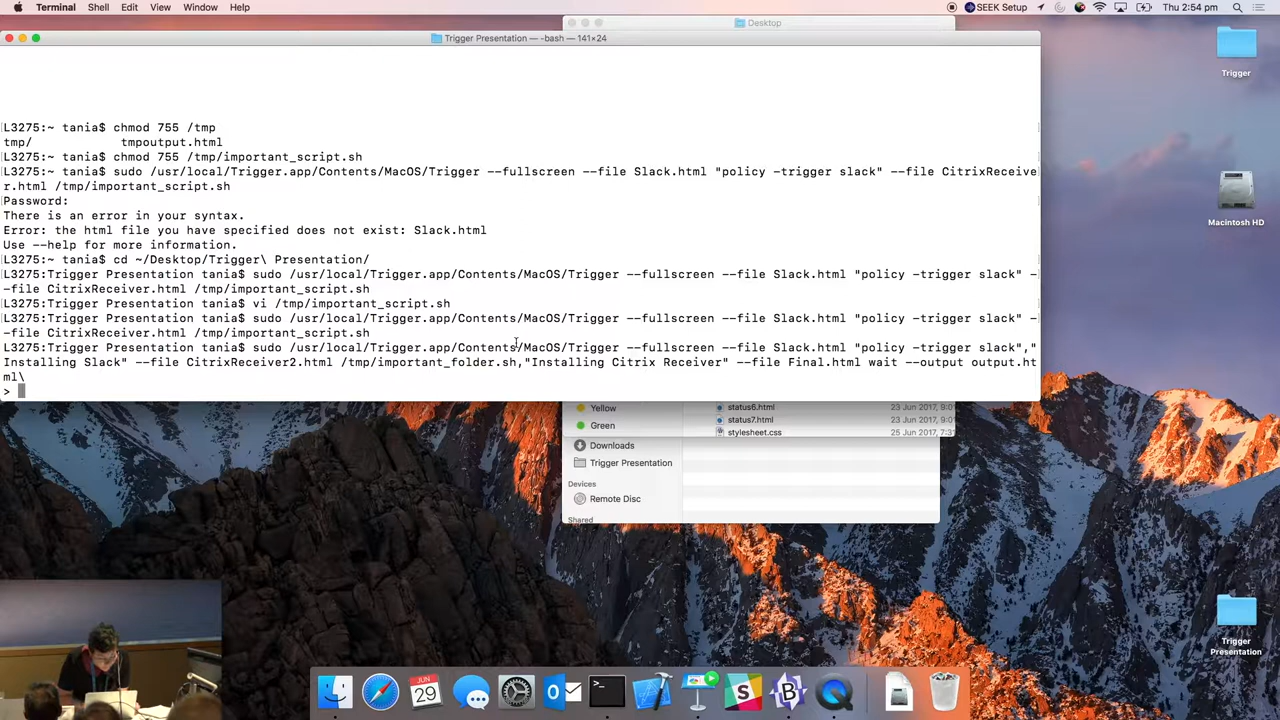 Terminal Shell Edit View Window Help
SEEK Setup
Thu 2:54 pm
Desktop
Trigger Presentation — -bash — 141×24
L3275:~ tania$ chmod 755 /tmp
tmp/ tmpoutput.html
L3275:~ tania$ chmod 755 /tmp/important_script.sh
L3275:~ tania$ sudo /usr/local/Trigger.app/Contents/MacOS/Trigger --fullscreen --file Slack.html "policy -trigger slack" --file CitrixReceive
r.html /tmp/important_script.sh
Password:
There is an error in your syntax.
Error: the html file you have specified does not exist: Slack.html
Use --help for more information.
L3275:~ tania$ cd ~/Desktop/Trigger\ Presentation/
L3275:Trigger Presentation tania$ sudo /usr/local/Trigger.app/Contents/MacOS/Trigger --fullscreen --file Slack.html "policy -trigger slack" -
-file CitrixReceiver.html /tmp/important_script.sh
L3275:Trigger Presentation tania$ vi /tmp/important_script.sh
L3275:Trigger Presentation tania$ sudo /usr/local/Trigger.app/Contents/MacOS/Trigger --fullscreen --file Slack.html "policy -trigger slack" -
-file CitrixReceiver.html /tmp/important_script.sh
L3275:Trigger Presentation tania$ sudo /usr/local/Trigger.app/Contents/MacOS/Trigger --fullscreen --file Slack.html "policy -trigger slack","
Installing Slack" --file CitrixReceiver2.html /tmp/important_folder.sh,"Installing Citrix Receiver" --file Final.html wait --output output.ht
ml\
>
Yellow
Green
Downloads
Trigger Presentation
Devices
Remote Disc
Shared
status6.html 23 Jun 2017, 9:0
status7.html 23 Jun 2017, 9:0
stylesheet.css 25 Jun 2017, 7:3
Trigger
Macintosh HD
Trigger
Presentation
JUN
29